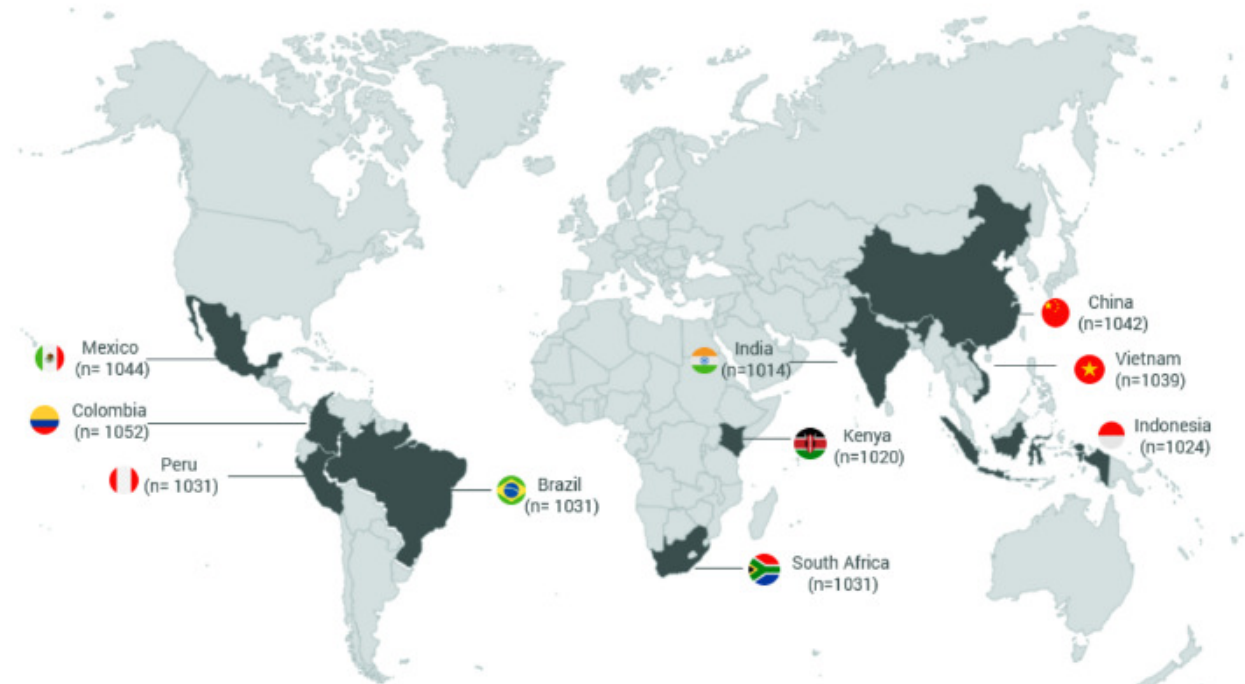 Mexico
(n= 1044)
Colombia
(n= 1052)
Peru
(n= 1031)
Brazil
(n= 1031)
India
(n=1014)
Kenya
(n=1020)
South Africa
(n=1031)
China
(n=1042)
Vietnam
(n=1039)
Indonesia
(n=1024)